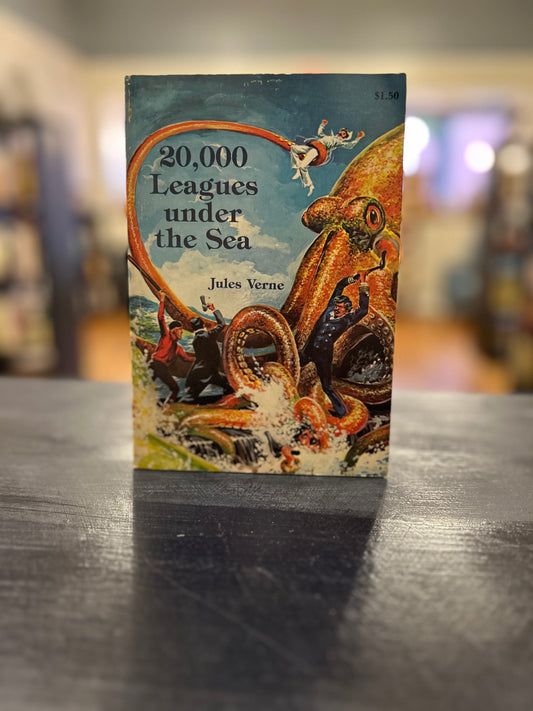 $1.50
20,000
Leagues
under
the Sea
Jules Verne